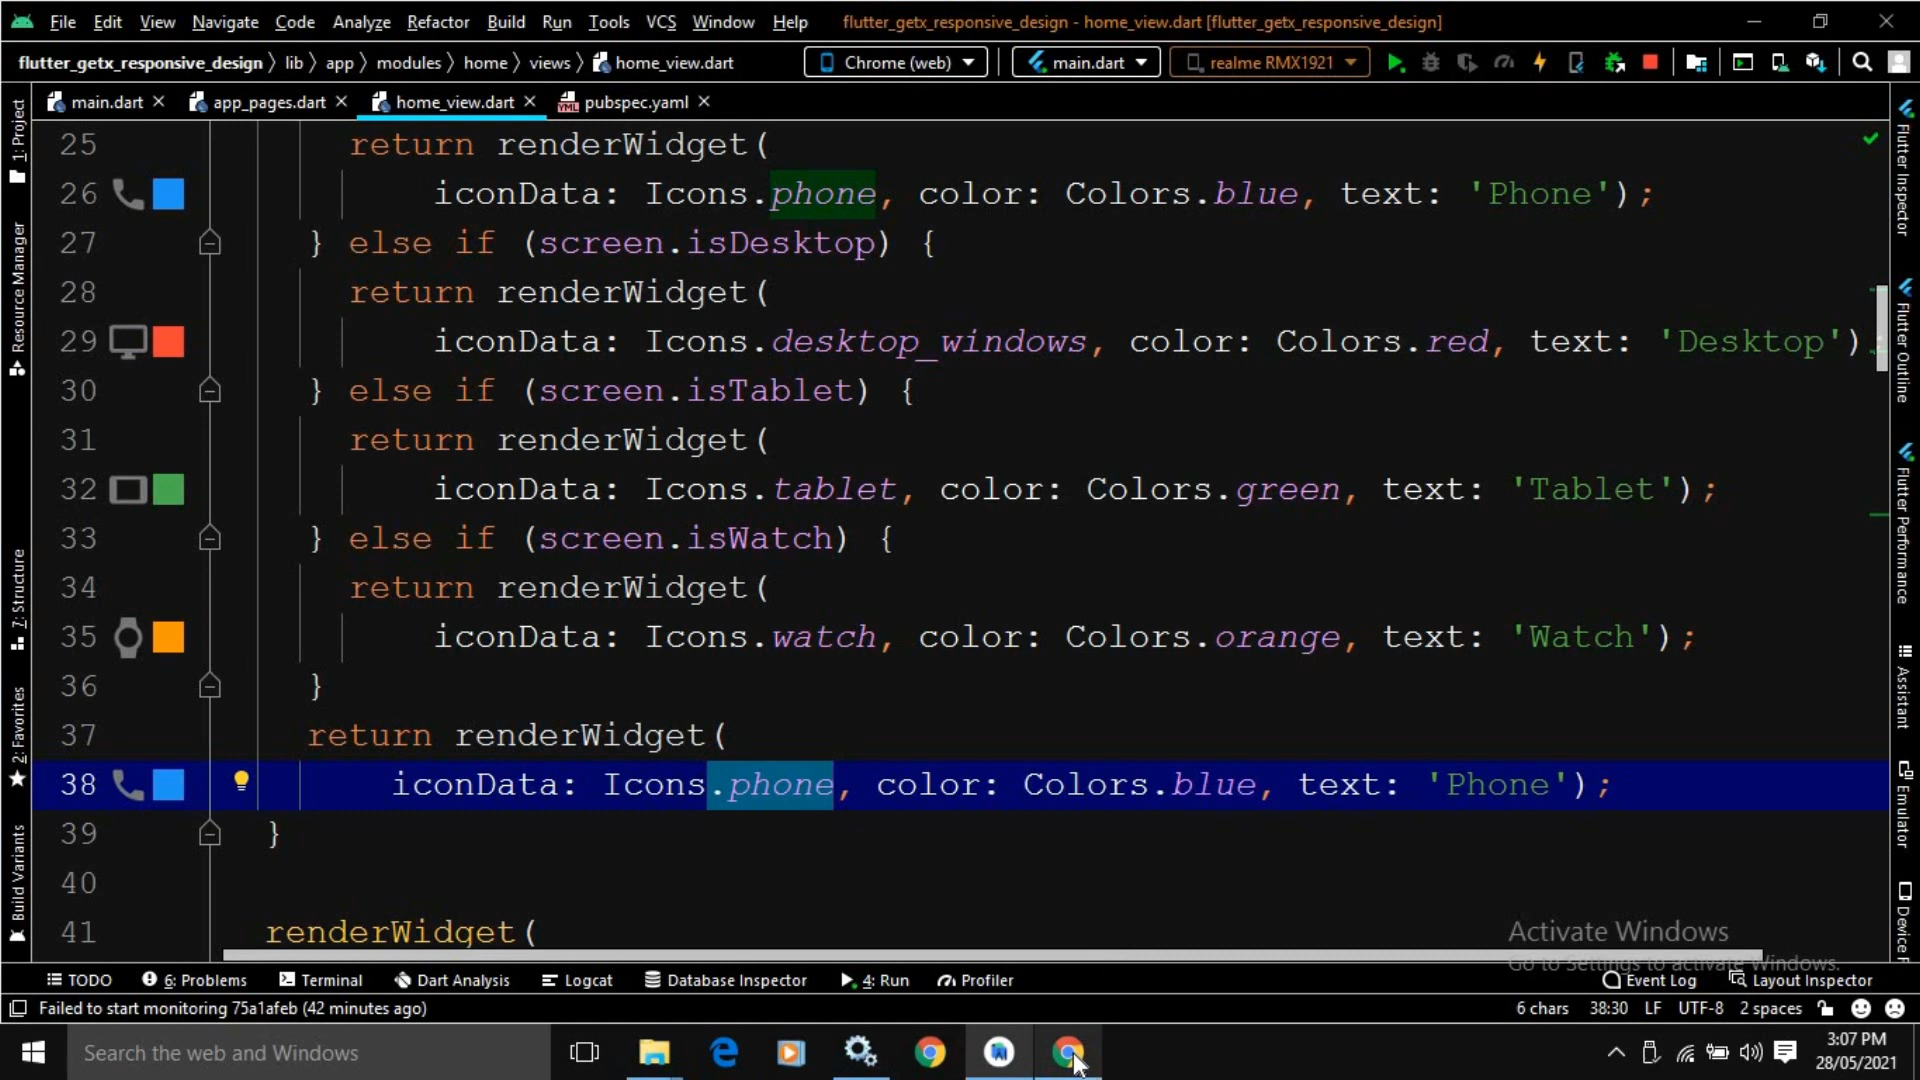 File Edit View Navigate Code Analyze Refactor Build Run Tools VCS Window Help flutter_getx_responsive_design - home_view.dart [flutter_getx_responsive_design]
flutter_getx_responsive_design lib app modules home views home_view.dart Chrome (web) main.dart realme RMX1921
main.dart app_pages.dart home_view.dart pubspec.yaml
25 return renderWidget(
26 iconData: Icons.phone, color: Colors.blue, text: 'Phone');
27 } else if (screen.isDesktop) {
28 return renderWidget(
29 iconData: Icons.desktop_windows, color: Colors.red, text: 'Desktop')
30 } else if (screen.isTablet) {
31 return renderWidget(
32 iconData: Icons.tablet, color: Colors.green, text: 'Tablet');
33 } else if (screen.isWatch) {
34 return renderWidget(
35 iconData: Icons.watch, color: Colors.orange, text: 'Watch');
36 }
37 return renderWidget(
38 iconData: Icons.phone, color: Colors.blue, text: 'Phone');
39 }
40
41 renderWidget(
1: Project
Resource Manager
7: Structure
2: Favorites
Build Variants
Flutter Inspector
Flutter Outline
Flutter Performance
Assistant
Emulator
Device F
Activate Windows
Go to Settings to activate Windows.
TODO 6: Problems Terminal Dart Analysis Logcat Database Inspector 4: Run Profiler Event Log Layout Inspector
Failed to start monitoring 75a1afeb (42 minutes ago) 6 chars 38:30 LF UTF-8 2 spaces
Search the web and Windows
3:07 PM
28/05/2021